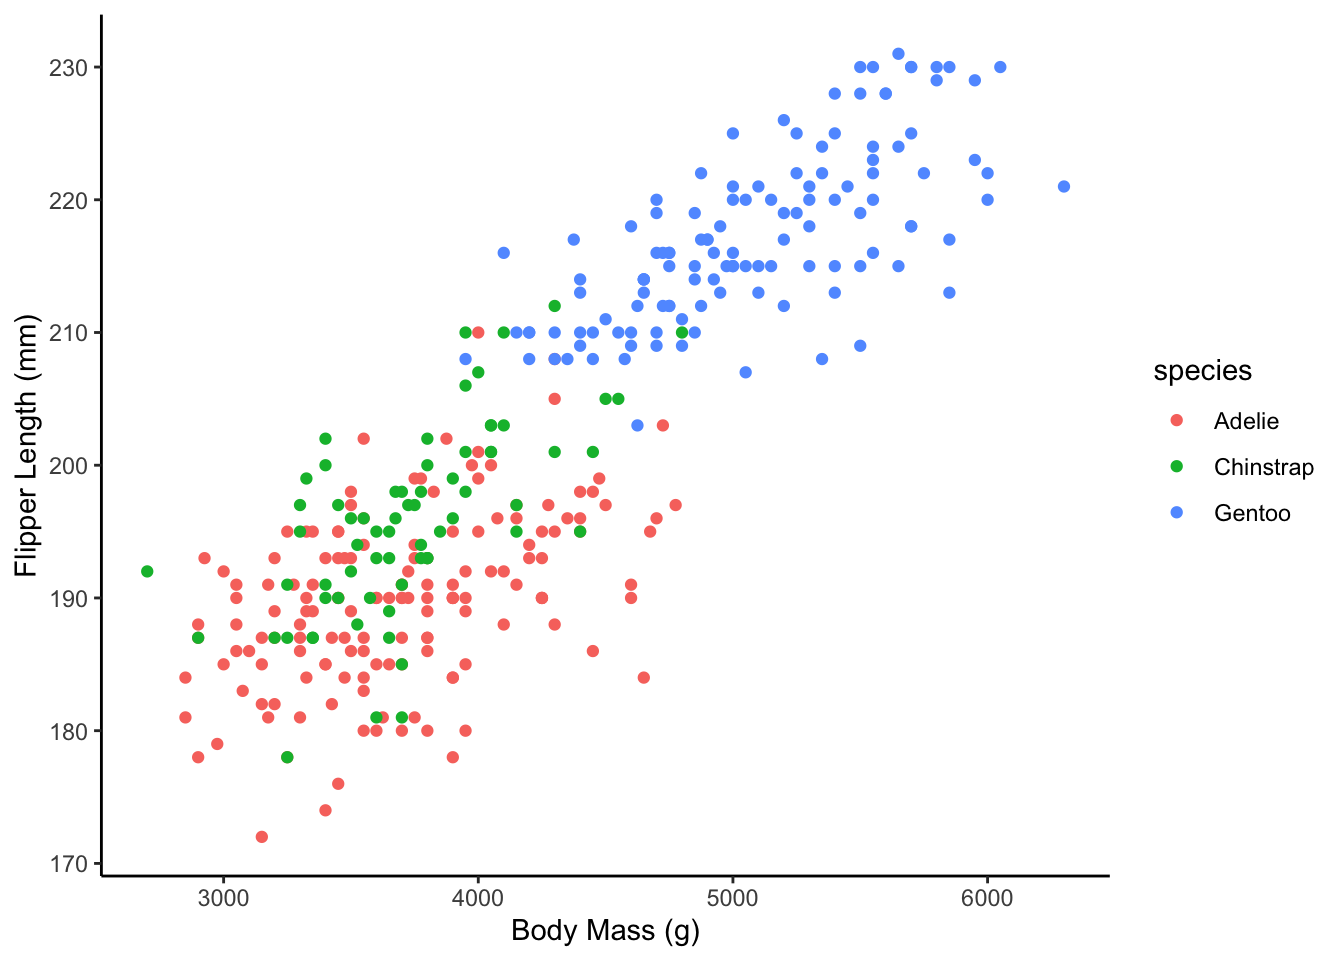 230
220
210
200
190
180
170
Flipper Length (mm)
3000 4000 5000 6000
Body Mass (g)
species
Adelie
Chinstrap
Gentoo